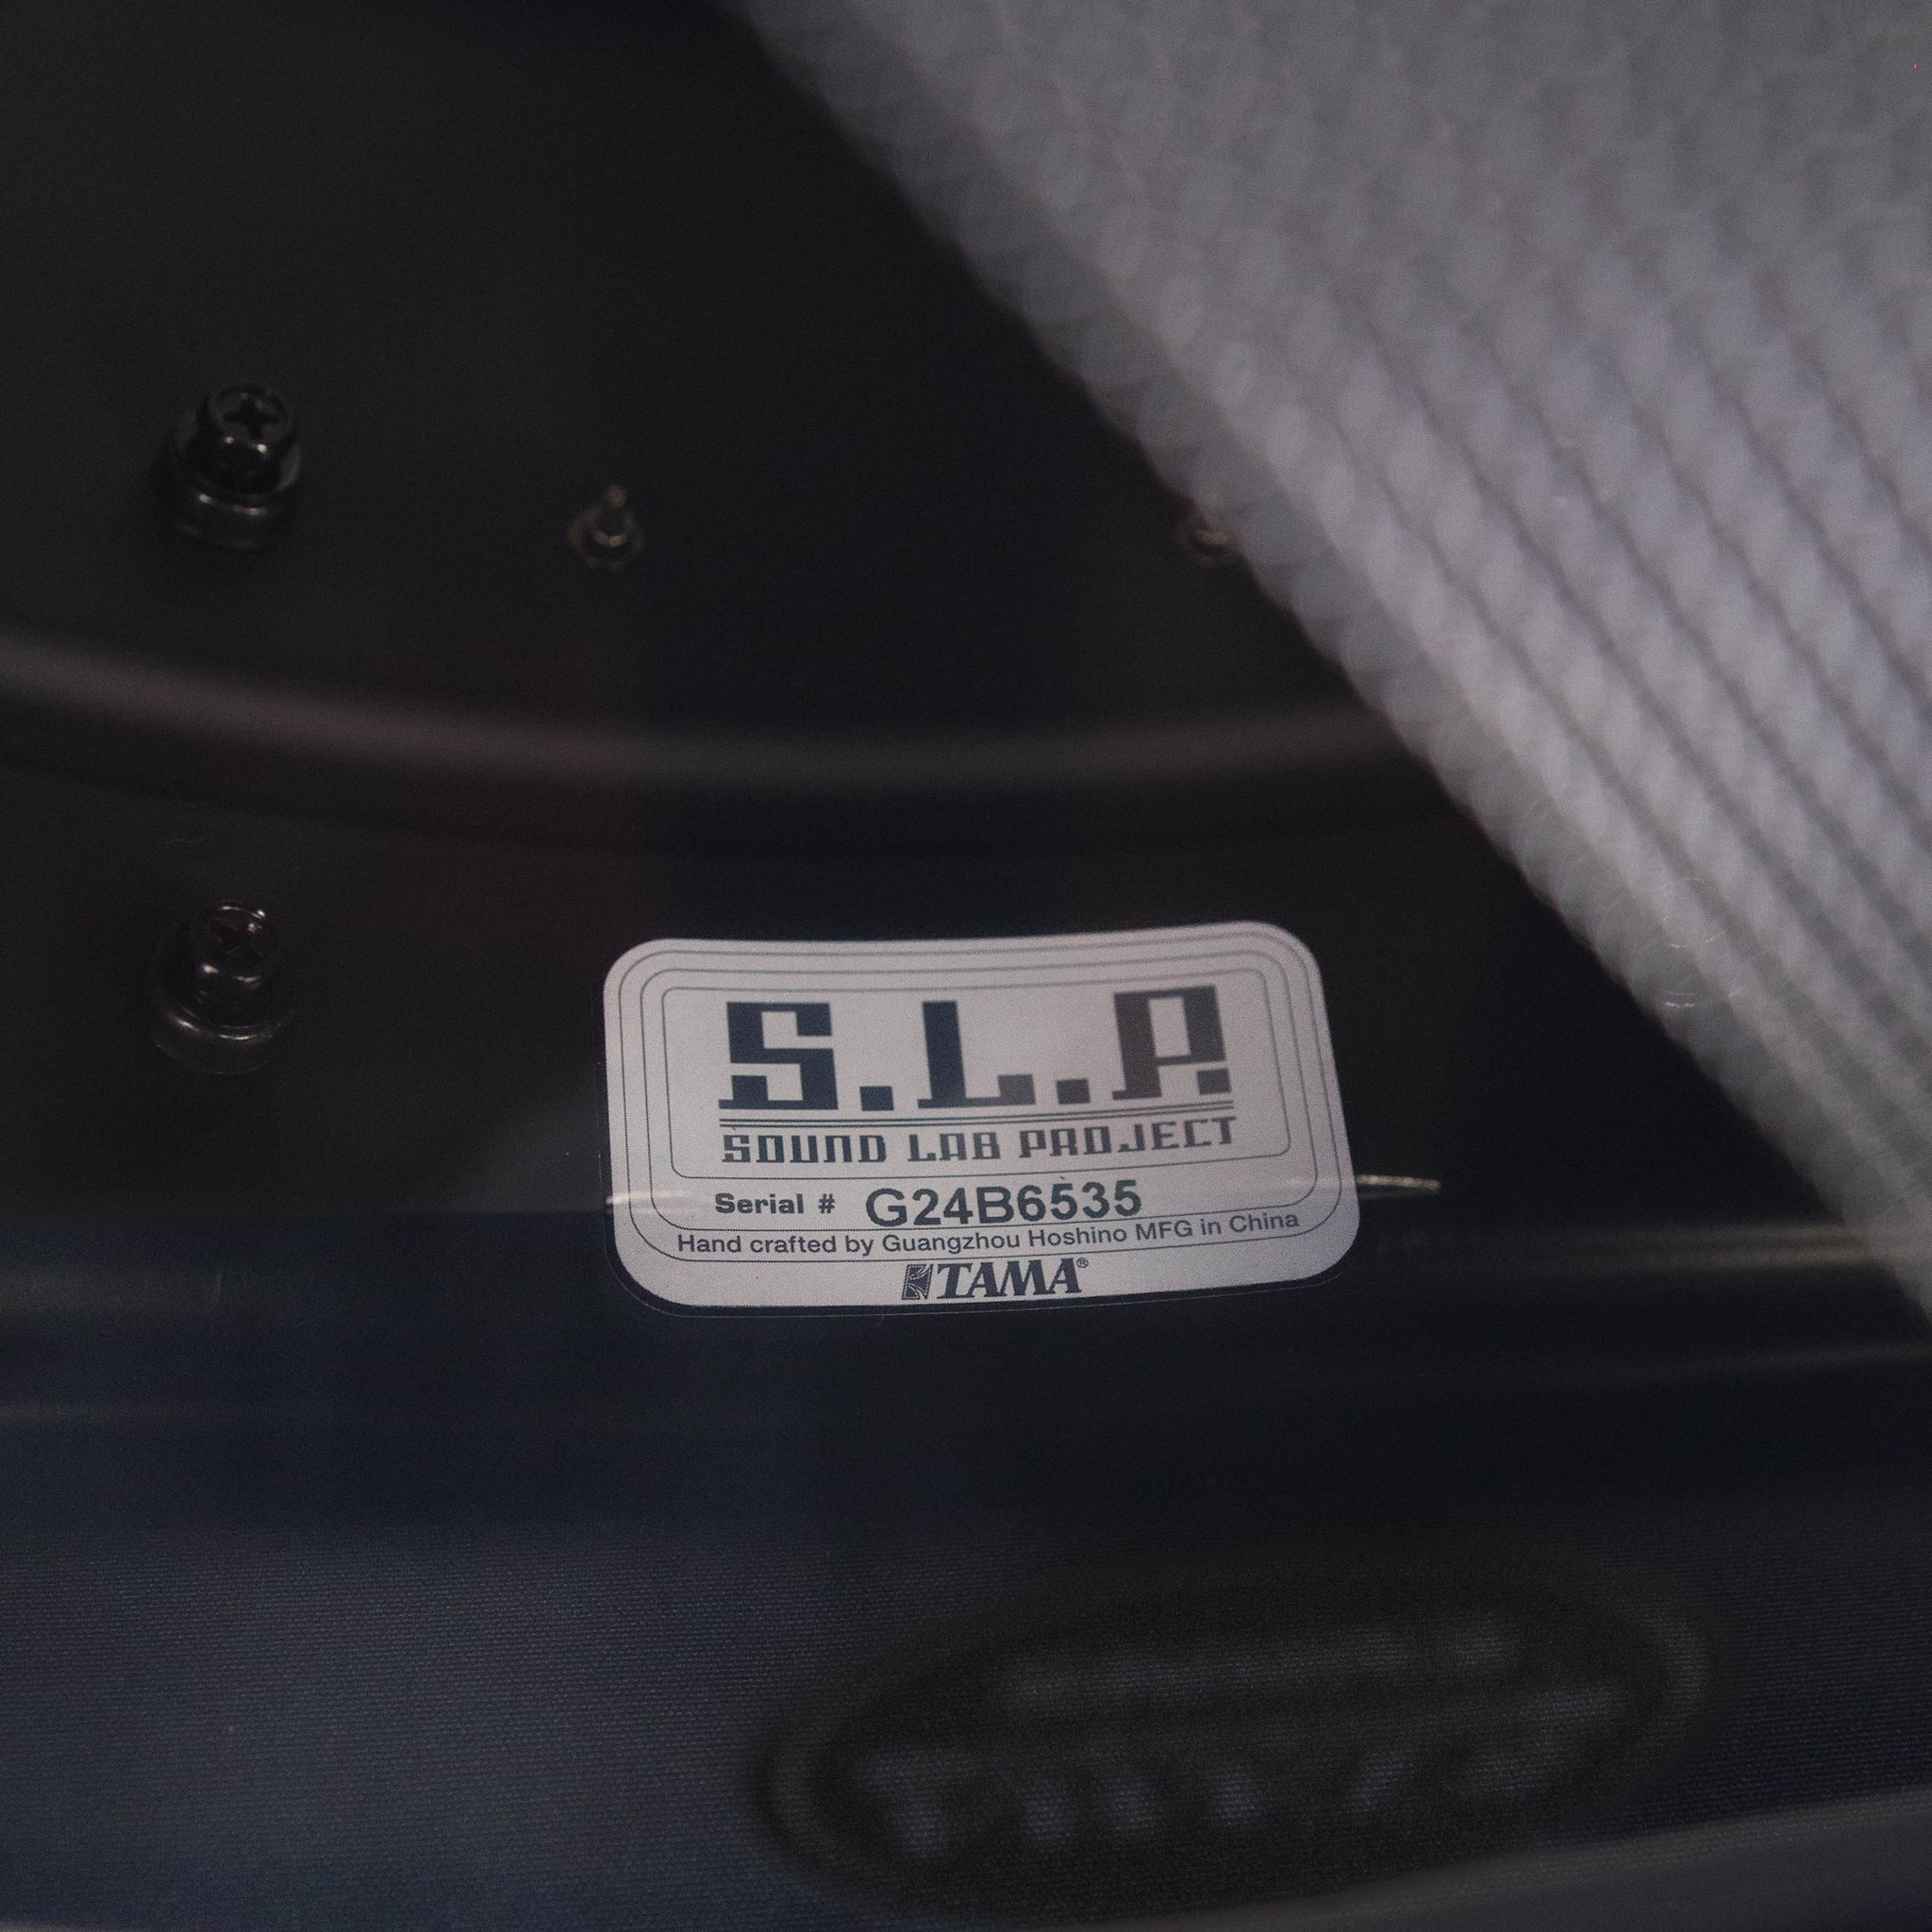 S.L.P.
SOUND LAB PROJECT
Serial # G24B6535
Hand crafted by Guangzhou Hoshino MFG in China
TAMA®